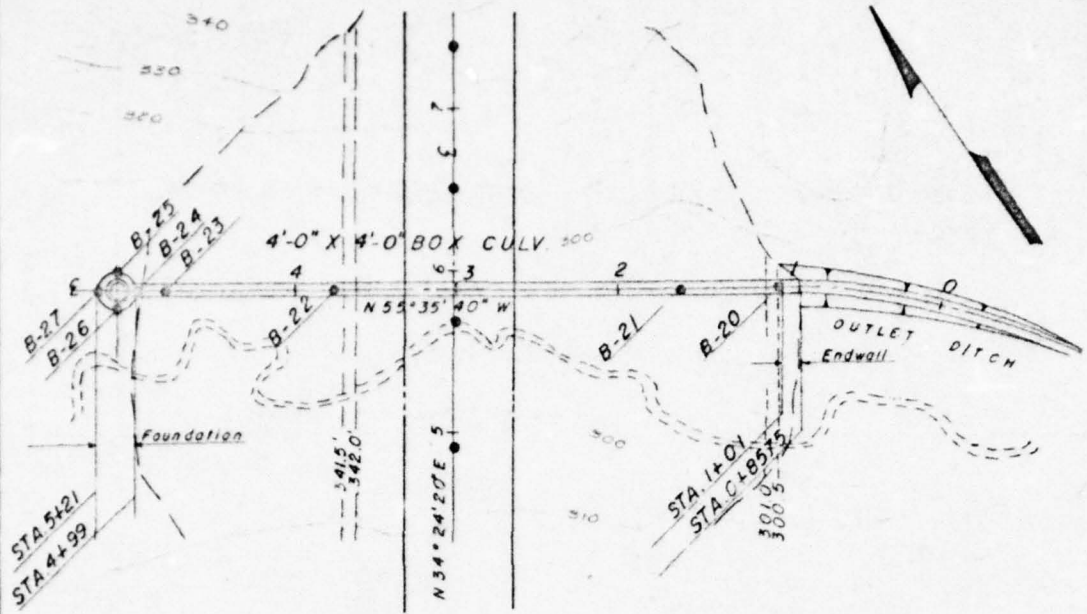 340
330
320
7
B-25
B-24
B-23
4'-0" X 4'-0" BOX CULV.
300
4
6
3
2
1
0
N 55°35'40" W
B-27
B-26
B-22
B-21
B-20
OUTLET DITCH
Endwall
5
Foundation
300
341.5'
342.0'
N 34°24'20" E
STA. 5+21
STA. 4+99
STA. 1+01
STA. 0+85±5
301.0'
300.5
310